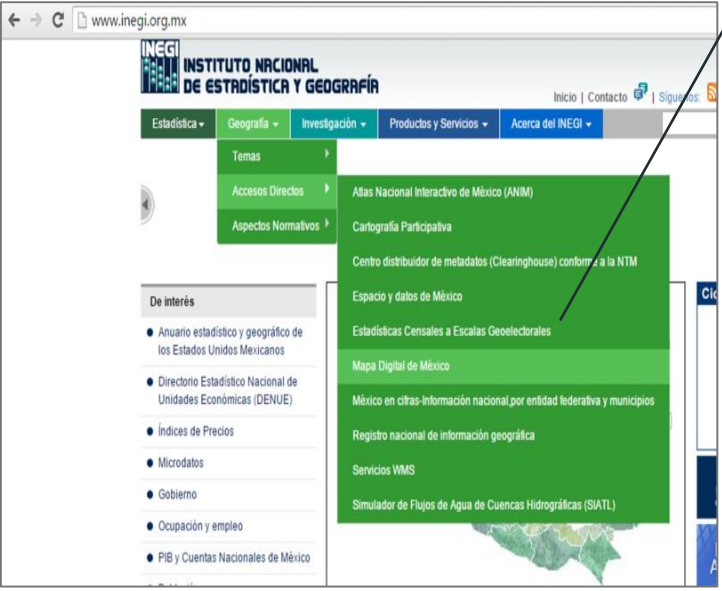 www.inegi.org.mx
INEGI
INSTITUTO NACIONAL
DE ESTADÍSTICA Y GEOGRAFÍA
Inicio | Contacto | Síguenos:
Estadística
Geografía
Investigación
Productos y Servicios
Acerca del INEGI
Temas
Accesos Directos
Aspectos Normativos
Atlas Nacional Interactivo de México (ANIM)
Cartografía Participativa
Centro distribuidor de metadatos (Clearinghouse) conforme a la NTM
Espacio y datos de México
Estadísticas Censales a Escalas Geoelectorales
Mapa Digital de México
México en cifras-Información nacional,por entidad federativa y municipios
Registro nacional de información geográfica
Servicios WMS
Simulador de Flujos de Agua de Cuencas Hidrográficas (SIATL)
De interés
Anuario estadístico y geográfico de
los Estados Unidos Mexicanos
Directorio Estadístico Nacional de
Unidades Económicas (DENUE)
Índices de Precios
Microdatos
Gobierno
Ocupación y empleo
PIB y Cuentas Nacionales de México